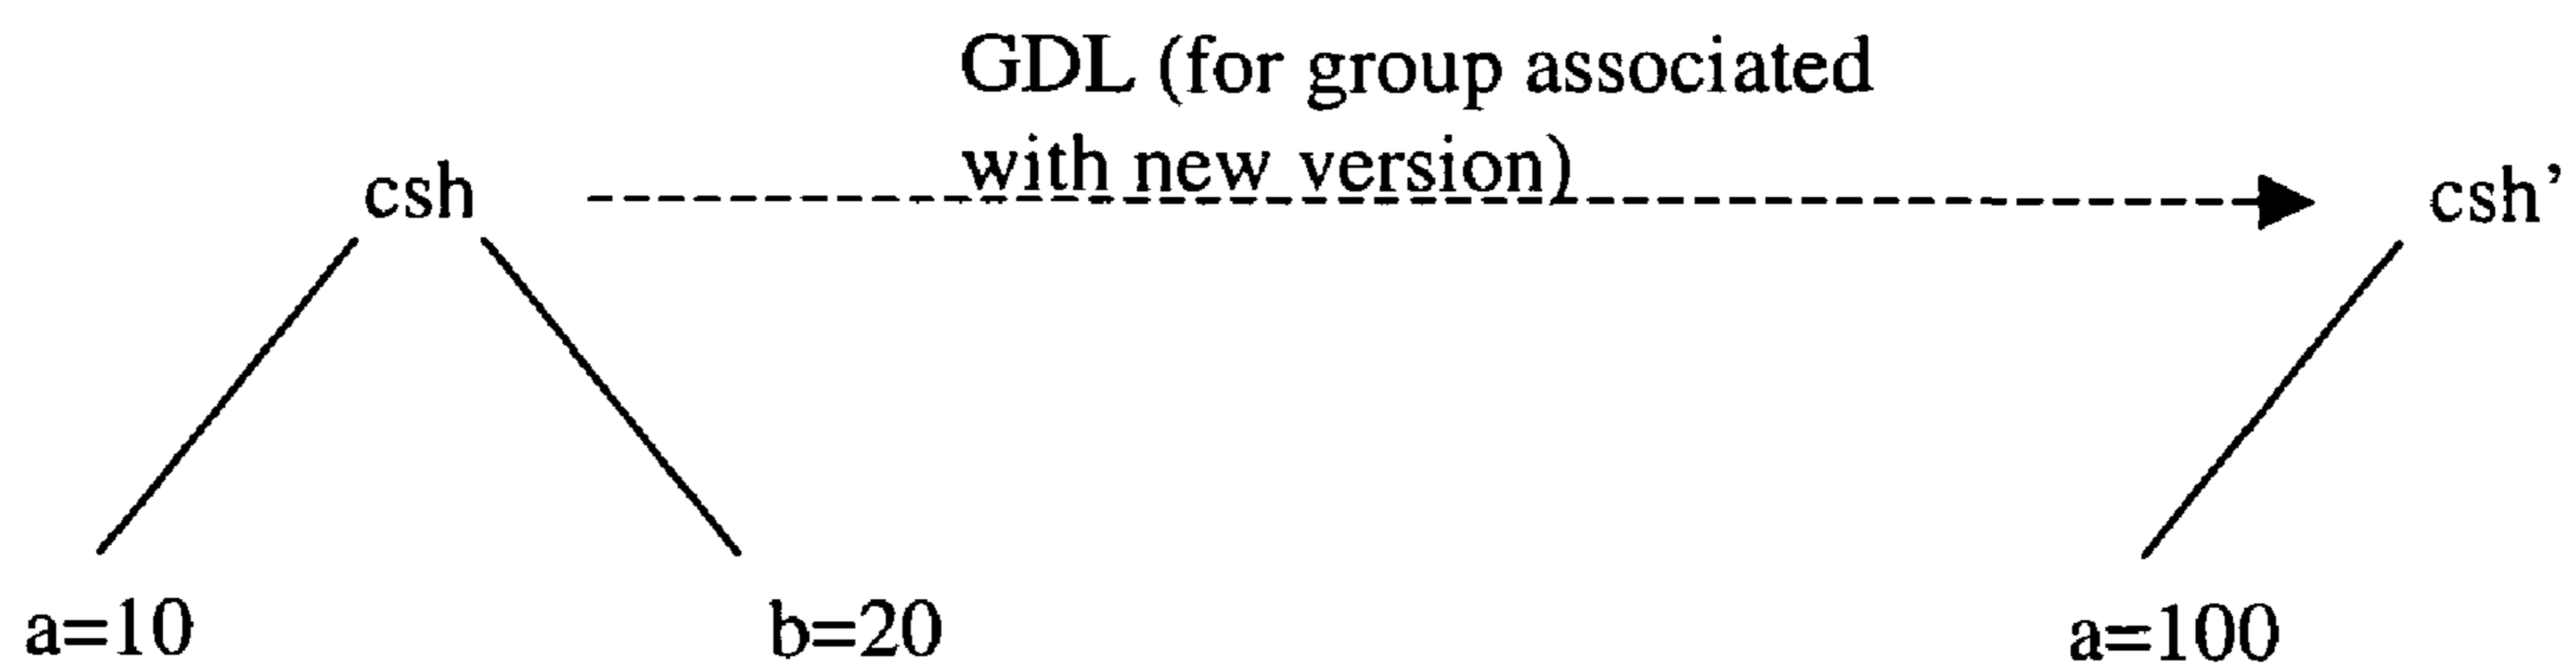 GDL (for group associated
with new version)
csh
csh’
a=10
b=20
a=100